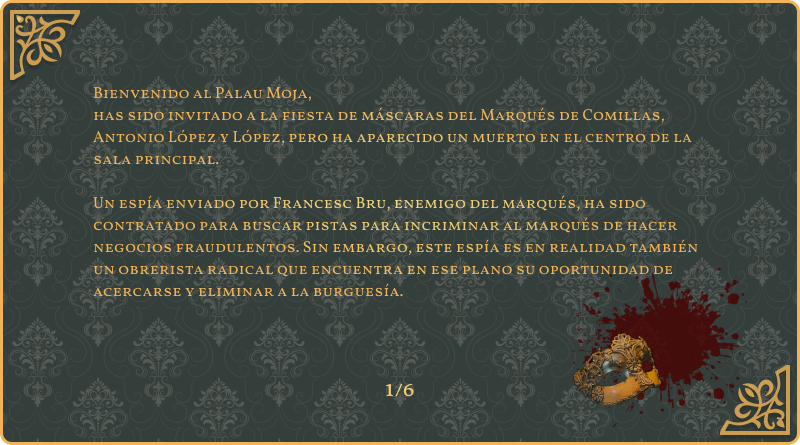 Bienvenido al Palau Moja,
has sido invitado a la fiesta de máscaras del Marqués de Comillas,
Antonio López y López, pero ha aparecido un muerto en el centro de la
sala principal.
Un espía enviado por Francesc Bru, enemigo del marqués, ha sido
contratado para buscar pistas para incriminar al marqués de hacer
negocios fraudulentos. Sin embargo, este espía es en realidad también
un obrerista radical que encuentra en ese plano su oportunidad de
acercarse y eliminar a la burguesía.
1/6